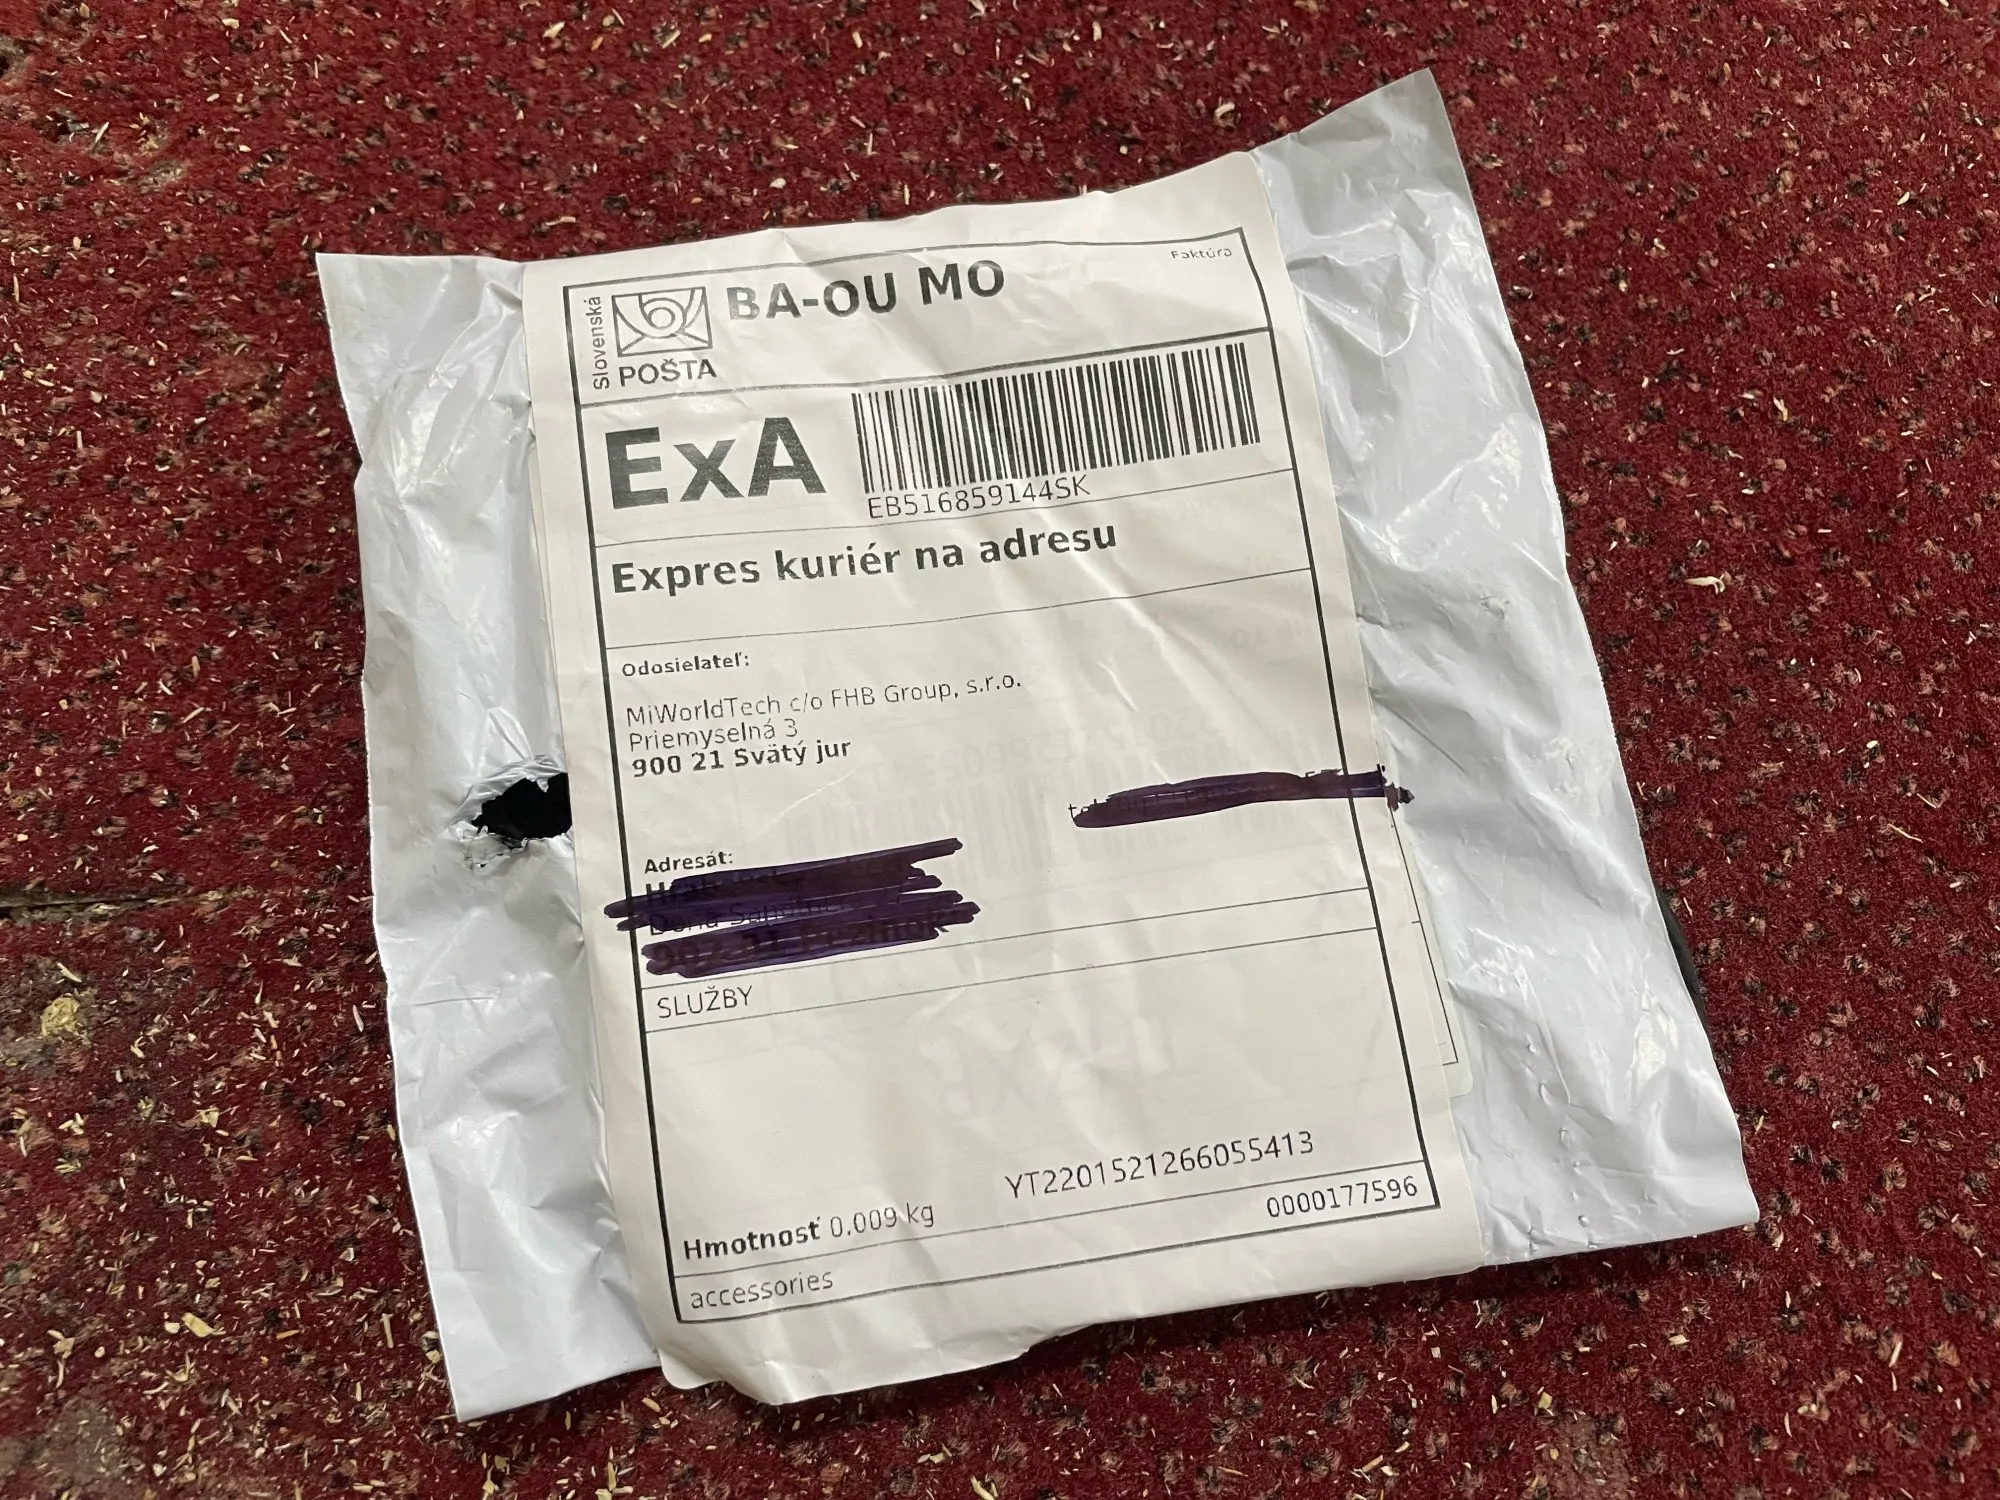 Slovenská
POŠTA
BA-OU MO
Faktúra
ExA
EB516859144SK
Expres kuriér na adresu
Odosielateľ:
MiWorldTech c/o FHB Group, s.r.o.
Priemyselná 3
900 21 Svätý jur
Adresát:
SLUŽBY
YT2201521266055413
Hmotnosť 0.009 kg
0000177596
accessories